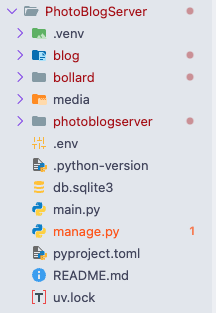 PhotoBlogServer
.venv
blog
bollard
media
photoblogserver
.env
.python-version
db.sqlite3
main.py
manage.py 1
pyproject.toml
README.md
uv.lock